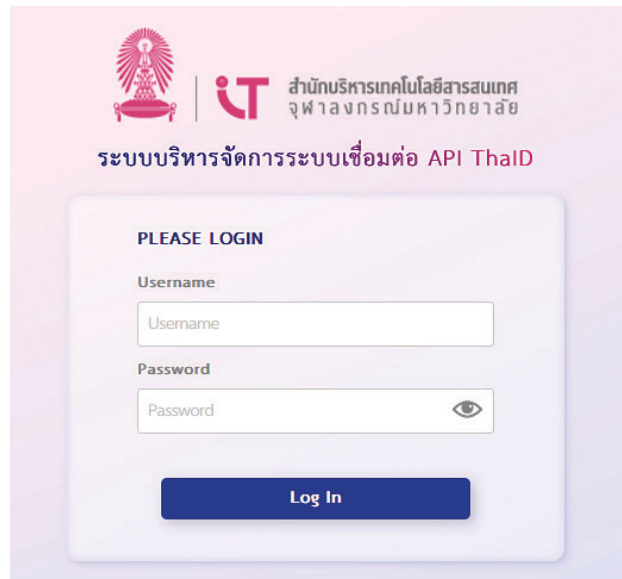 iT
สำนักบริหารเทคโนโลยีสารสนเทศ
จุฬาลงกรณ์มหาวิทยาลัย
ระบบบริหารจัดการระบบเชื่อมต่อ API ThaID
PLEASE LOGIN
Username
Username
Password
Password
Log In